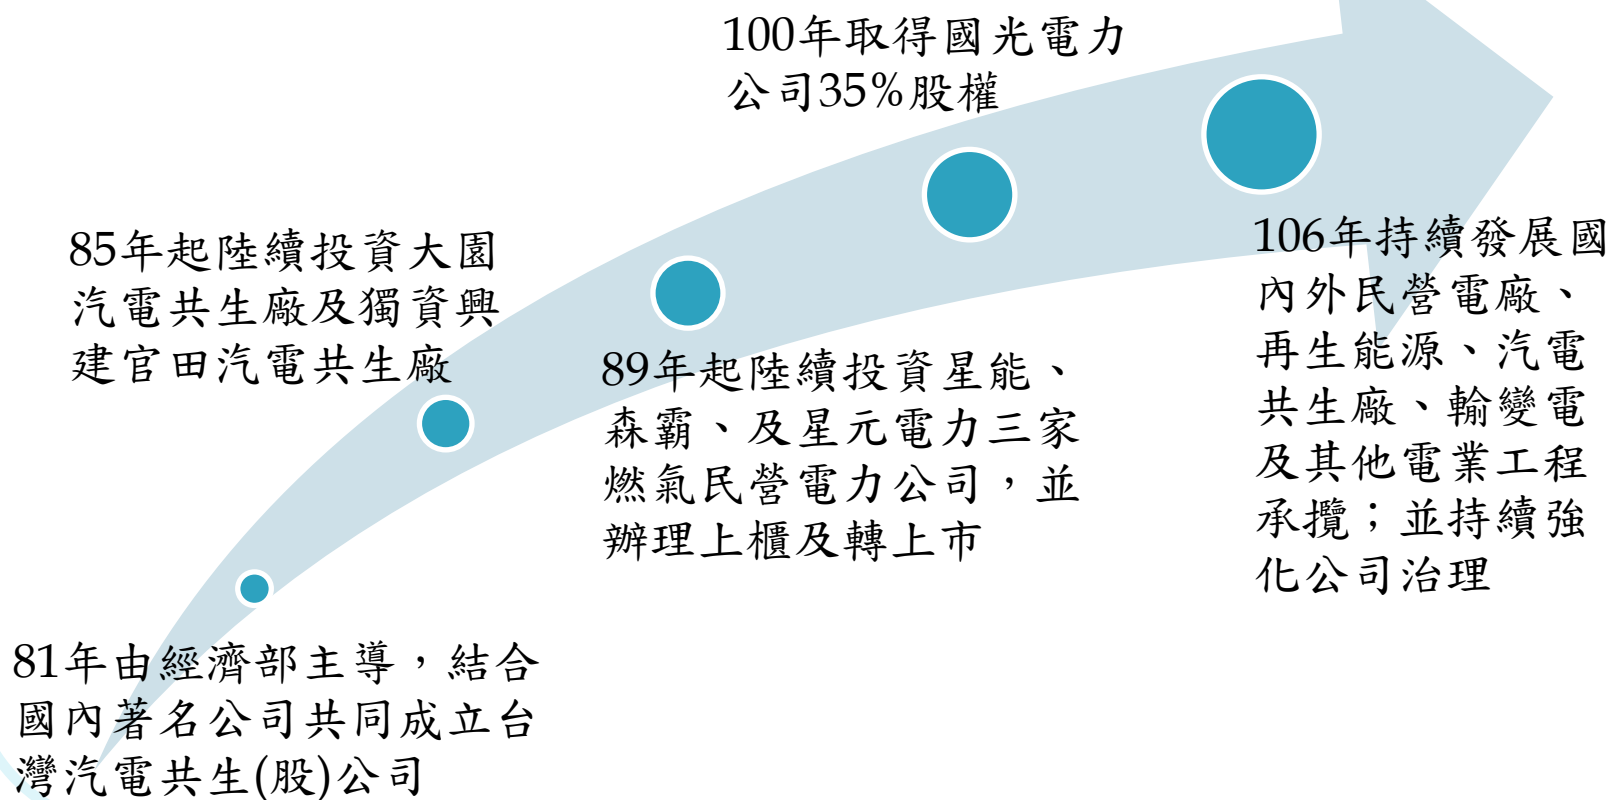 100年取得國光電力
公司35%股權
85年起陸續投資大園
汽電共生廠及獨資興
建官田汽電共生廠
106年持續發展國
內外民營電廠、
再生能源、汽電
共生廠、輸變電
及其他電業工程
承攬；並持續強
化公司治理
89年起陸續投資星能、
森霸、及星元電力三家
燃氣民營電力公司，並
辦理上櫃及轉上市
81年由經濟部主導，結合
國內著名公司共同成立台
灣汽電共生(股)公司